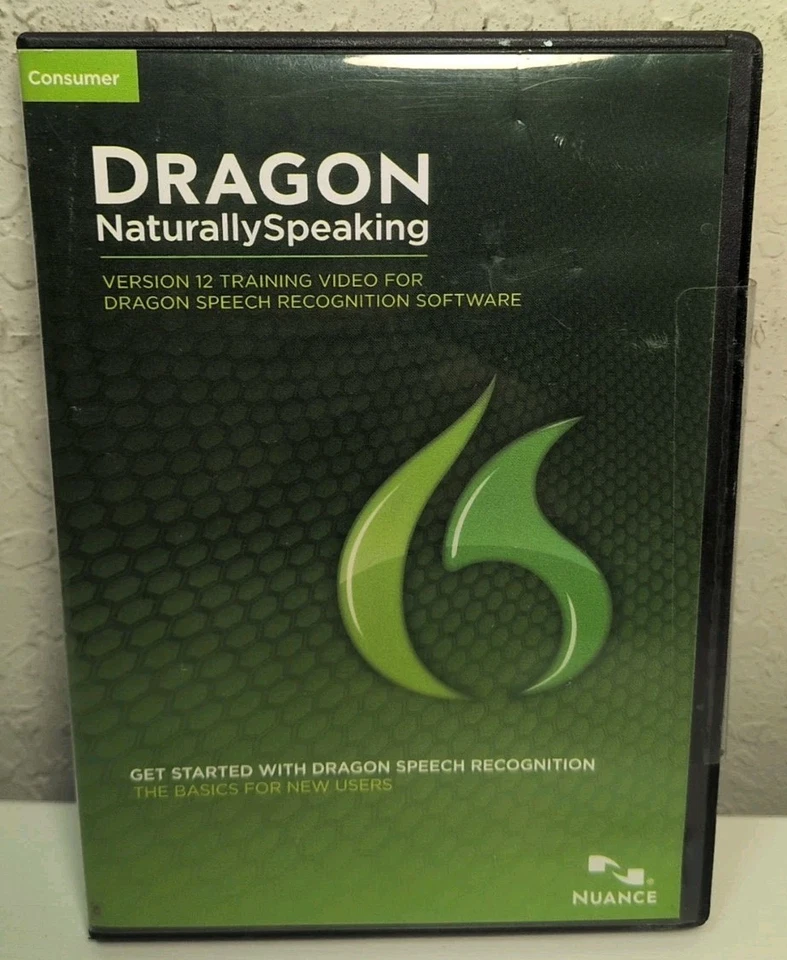 Consumer
DRAGON
NaturallySpeaking
VERSION 12 TRAINING VIDEO FOR
DRAGON SPEECH RECOGNITION SOFTWARE
GET STARTED WITH DRAGON SPEECH RECOGNITION
THE BASICS FOR NEW USERS
NUANCE